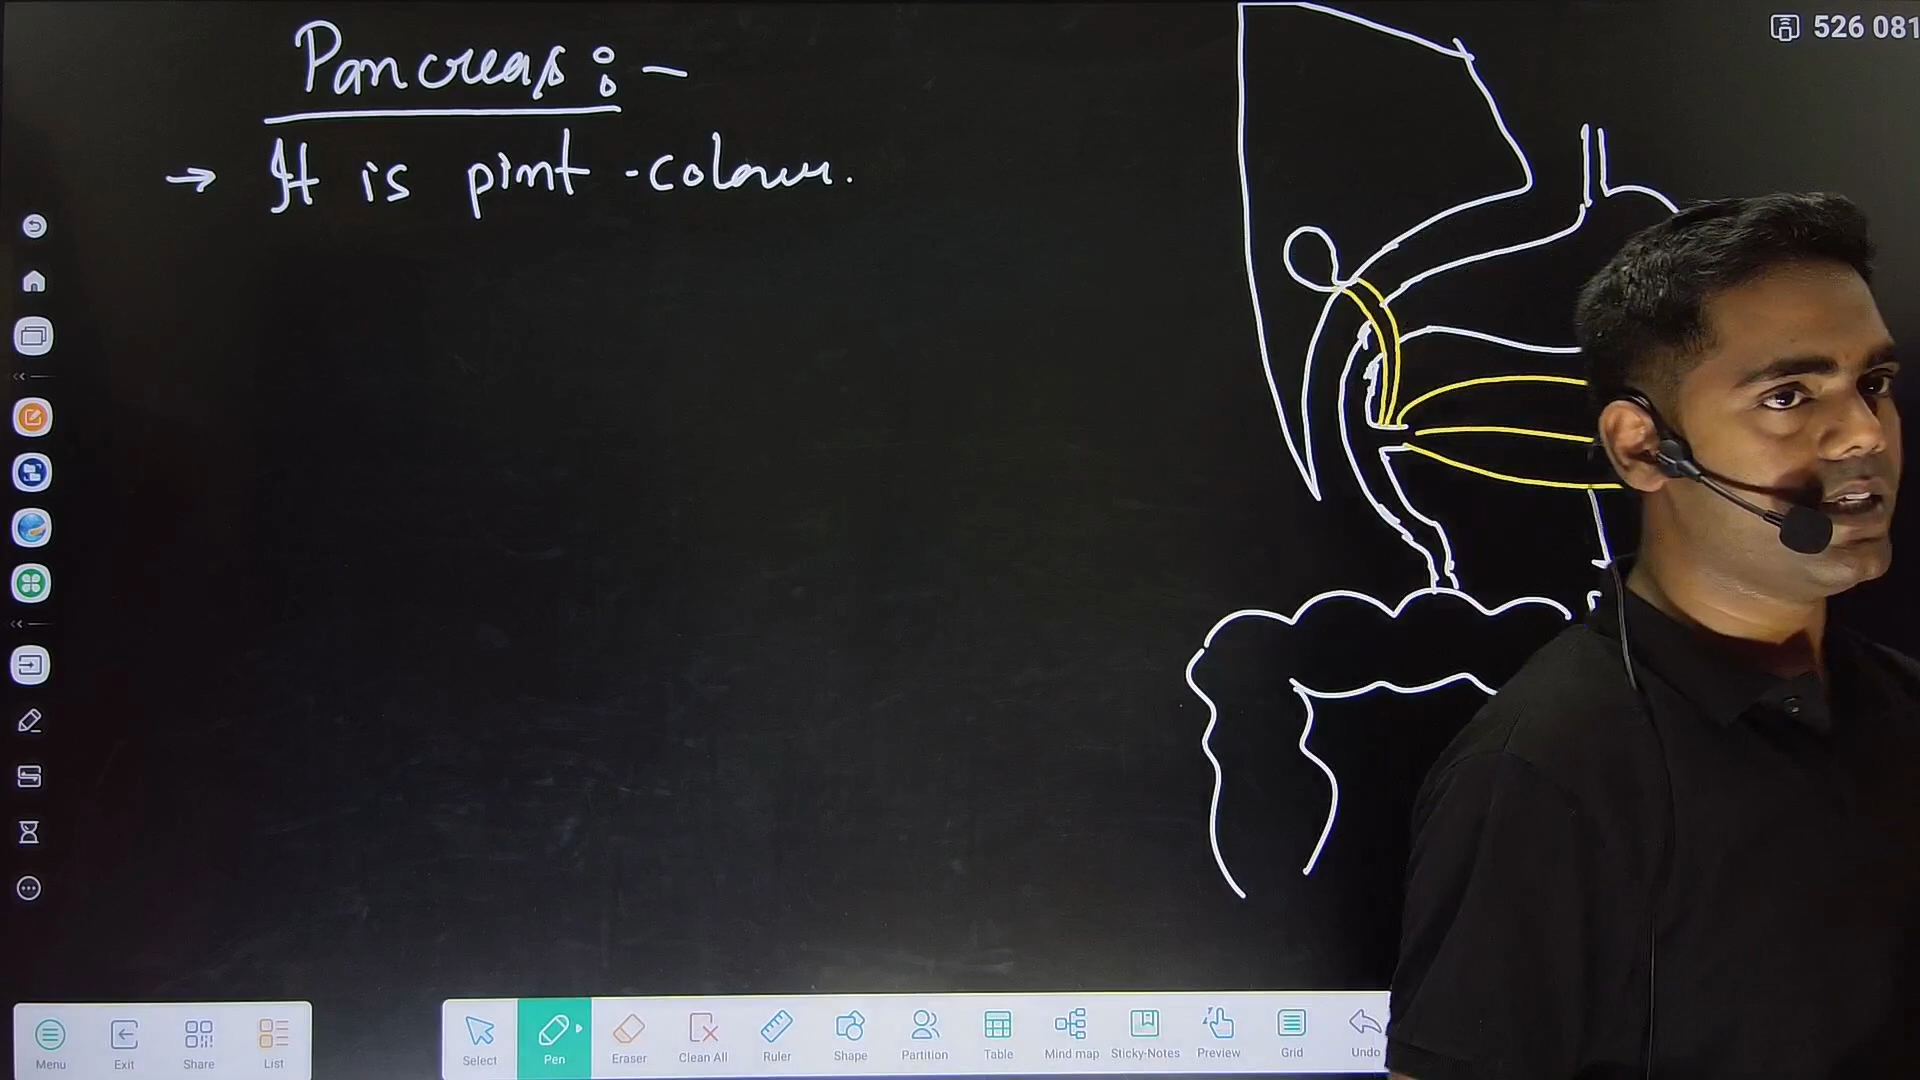 Pancreas :-
→ It is pint -colour.
526 081
Menu
Exit
Share
List
Select
Pen
Eraser
Clean All
Ruler
Shape
Partition
Table
Mind map
Sticky-Notes
Preview
Grid
Undo